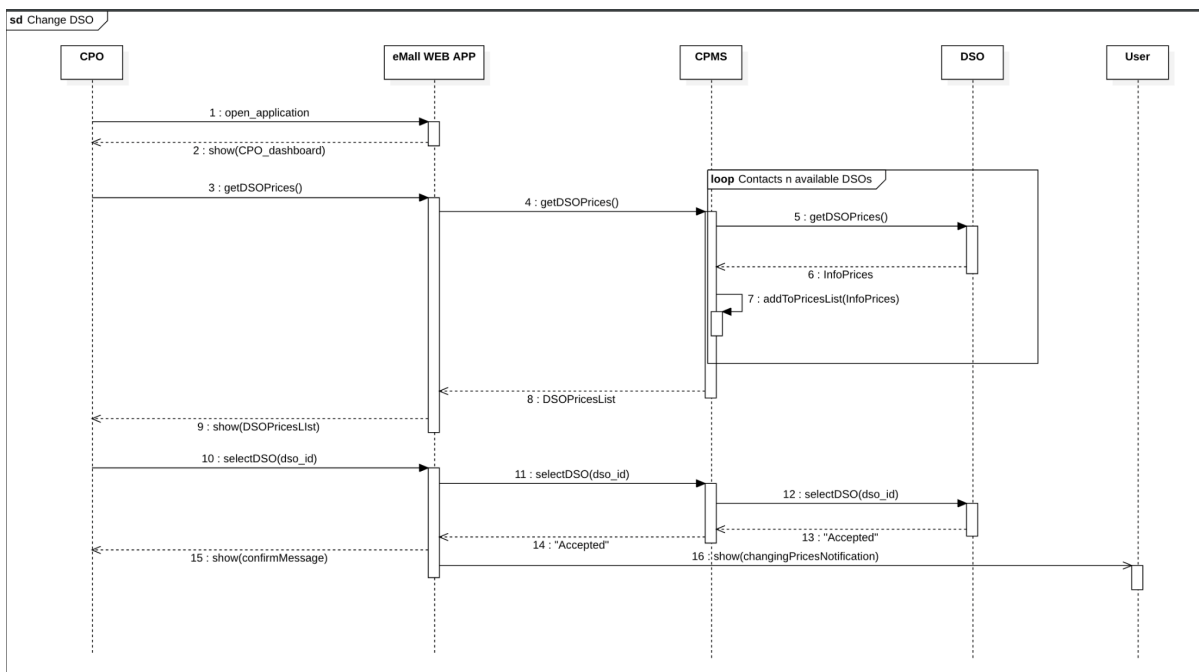 sd Change DSO
CPO
eMall WEB APP
CPMS
DSO
User
1 : open_application
2 : show(CPO_dashboard)
loop Contacts n available DSOs
3 : getDSOPrices()
4 : getDSOPrices()
5 : getDSOPrices()
6 : InfoPrices
7 : addToPricesList(InfoPrices)
8 : DSOPricesList
9 : show(DSOPricesLIst)
10 : selectDSO(dso_id)
11 : selectDSO(dso_id)
12 : selectDSO(dso_id)
13 : "Accepted"
14 : "Accepted"
15 : show(confirmMessage)
16 : show(changingPricesNotification)